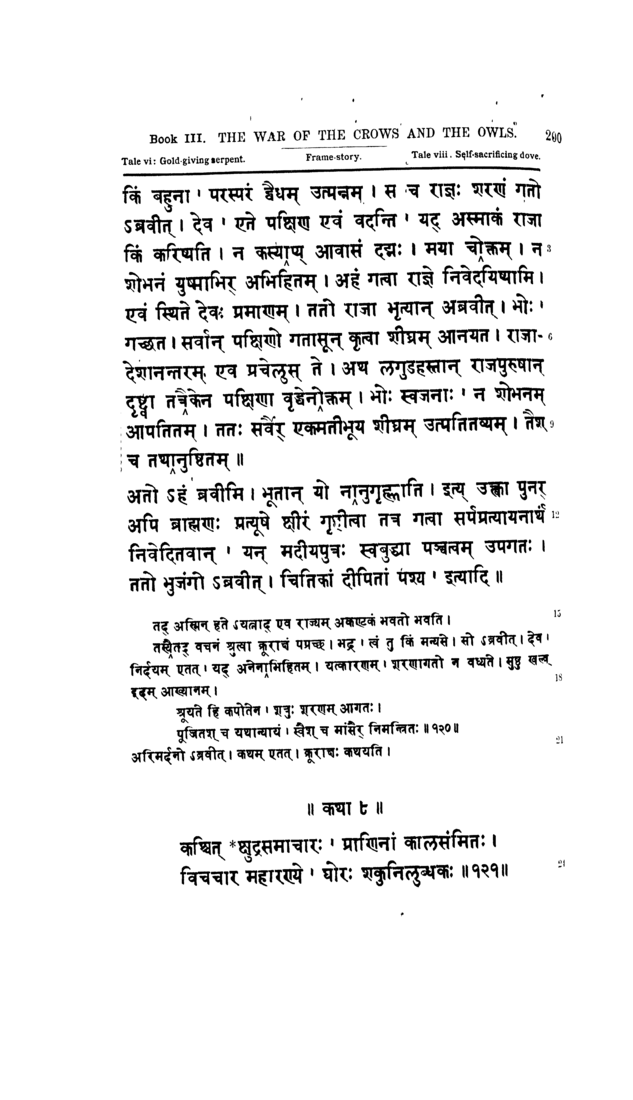 Book III. THE WAR OF THE CROWS AND THE OWLS. 200
Tale vi: Gold-giving serpent. Frame-story. Tale viii. Self-sacrificing dove.
किं बहुना ' परस्परं द्वैधम् उत्पन्नम् । स च राज्ञः शरणं गतो
ऽब्रवीत् । देव ' एते पक्षिण एवं वदन्ति ' यद् अस्माकं राजा
किं करिष्यति । न कस्याप्य् आवासं दद्मः । मया चोक्तम् । न 3
शोभनं युष्माभिर् अभिहितम् । अहं गत्वा राज्ञे निवेदयिष्यामि ।
एवं स्थिते देवः प्रमाणम् । ततो राजा भृत्यान् अब्रवीत् । भोः '
गच्छत । सर्वान् पक्षिणो गतासून् कृत्वा शीघ्रम् आनयत । राजा- 6
देशानन्तरम् एव प्रचेलुस् ते । अथ लगुडहस्तान् राजपुरुषान्
दृष्ट्वा तत्रैकेन पक्षिणा वृद्धेनोक्तम् । भोः स्वजनाः ' न शोभनम्
आपतितम् । ततः सर्वैर् एकमतीभूय शीघ्रम् उत्पतितव्यम् । तैश् 9
च तथानुष्ठितम् ॥
अतो ऽहं ब्रवीमि । भूतान् यो नानुगृह्णाति । इत्य् उक्त्वा पुनर्
अपि ब्राह्मणः प्रत्यूषे क्षीरं गृहीत्वा तत्र गत्वा सर्पप्रत्यायनार्थं 12
निवेदितवान् ' यन् मदीयपुत्रः स्वबुद्ध्या पञ्चत्वम् उपगतः ।
ततो भुजंगो ऽब्रवीत् । चितिकां दीपितां पश्य ' इत्यादि ॥
तद् अस्मिन् हते ऽयत्नाद् एव राज्यम् अकण्टकं भवतो भवति । 15
तस्यैतद् वचनं श्रुत्वा क्रूराक्षं पप्रच्छ । भद्र ' त्वं तु किं मन्यसे । सो ऽब्रवीत् । देव '
निर्दयम् एतत् ' यद् अनेनाभिहितम् । यत्कारणम् ' शरणागतो न वध्यते । सुष्ठु खल्व्
इदम् आख्यानम् । 18
श्रूयते हि कपोतेन ' शत्रुः शरणम् आगतः ।
पूजितश् च यथान्यायं ' स्वैश् च मांसैर् निमन्त्रितः ॥ १२० ॥
अरिमर्दनो ऽब्रवीत् । कथम् एतत् । क्रूराक्षः कथयति । 21
॥ कथा ८ ॥
कश्चित् *क्षुद्रसमाचारः ' प्राणिनां कालसंमितः ।
विचचार महारण्ये ' घोरः शकुनिलुब्धकः ॥ १२१ ॥ 24